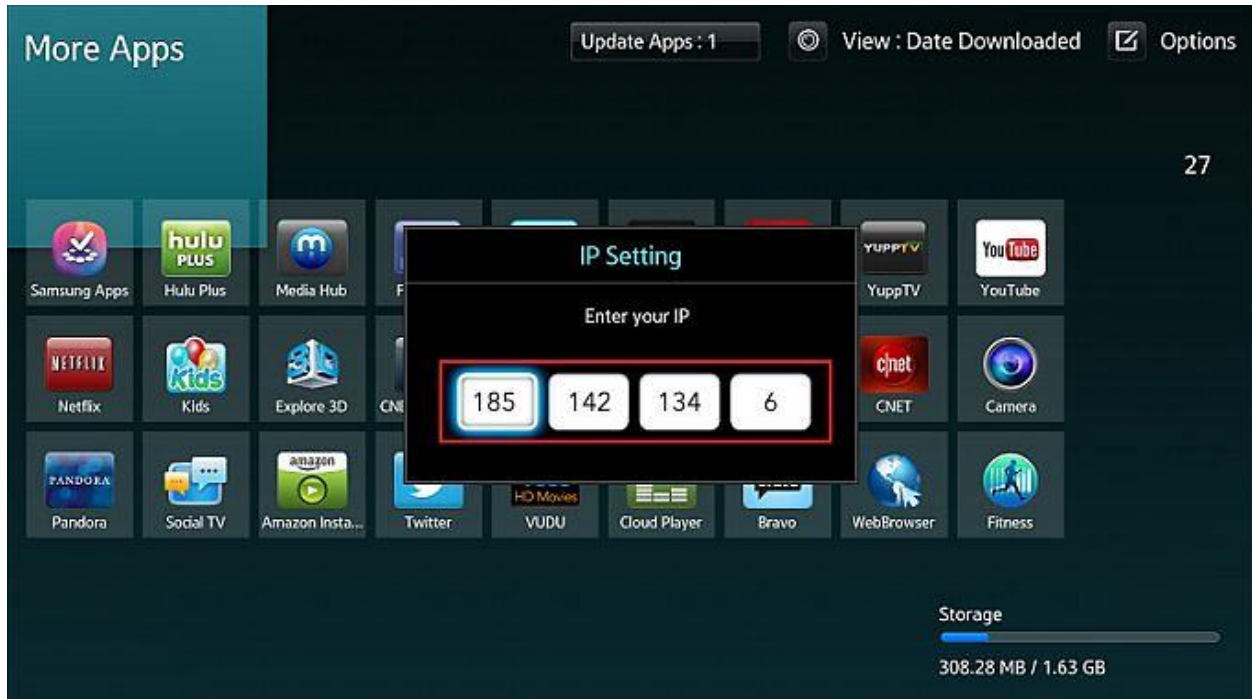 More Apps
Update Apps : 1
View : Date Downloaded
Options
27
hulu
PLUS
m
YUPPTV
You Tube
Samsung Apps
Hulu Plus
Media Hub
F
YuppTV
YouTube
IP Setting
Enter your IP
185 142 134 6
NETFLIX
Kids
3D
c|net
Netflix
Kids
Explore 3D
CNE
CNET
Camera
PANDORA
amazon
HD Movies
Pandora
Social TV
Amazon Insta...
Twitter
VUDU
Cloud Player
Bravo
WebBrowser
Fitness
Storage
308.28 MB / 1.63 GB